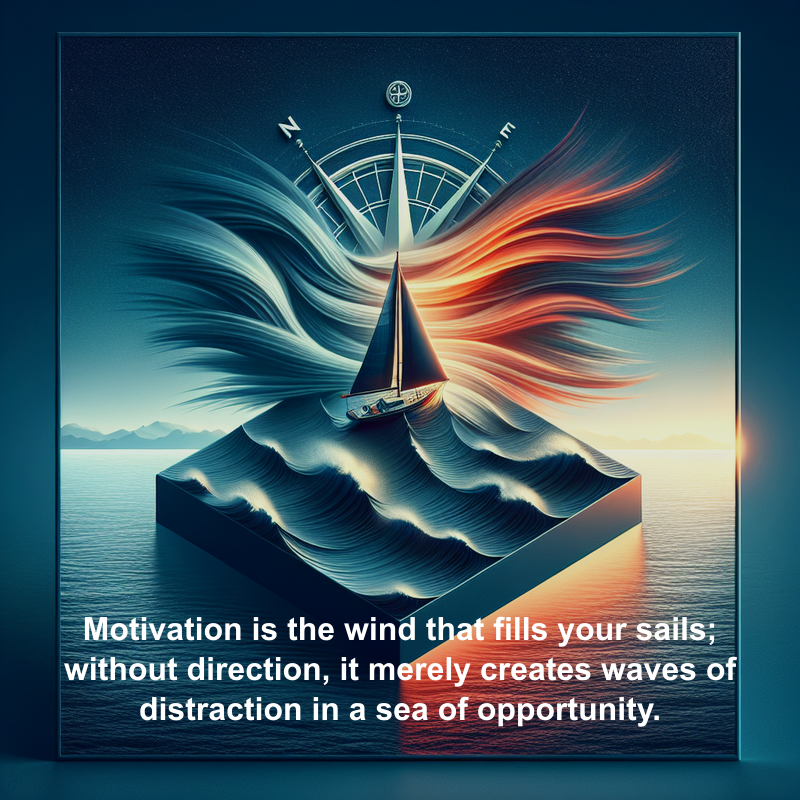 N
E
Motivation is the wind that fills your sails;
without direction, it merely creates waves of
distraction in a sea of opportunity.